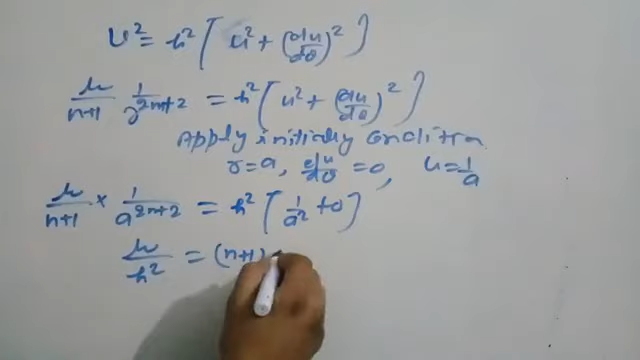 v² = h² [ u² + (du/dθ)² ]
μ/(n+1) 1/r^(2n+2) = h² [ u² + (du/dθ)² ]
Apply initially condition
r=a, du/dθ = 0, u = 1/a
μ/(n+1) × 1/a^(2n+2) = h² [ 1/a² + 0 ]
μ/h² = (n+1)